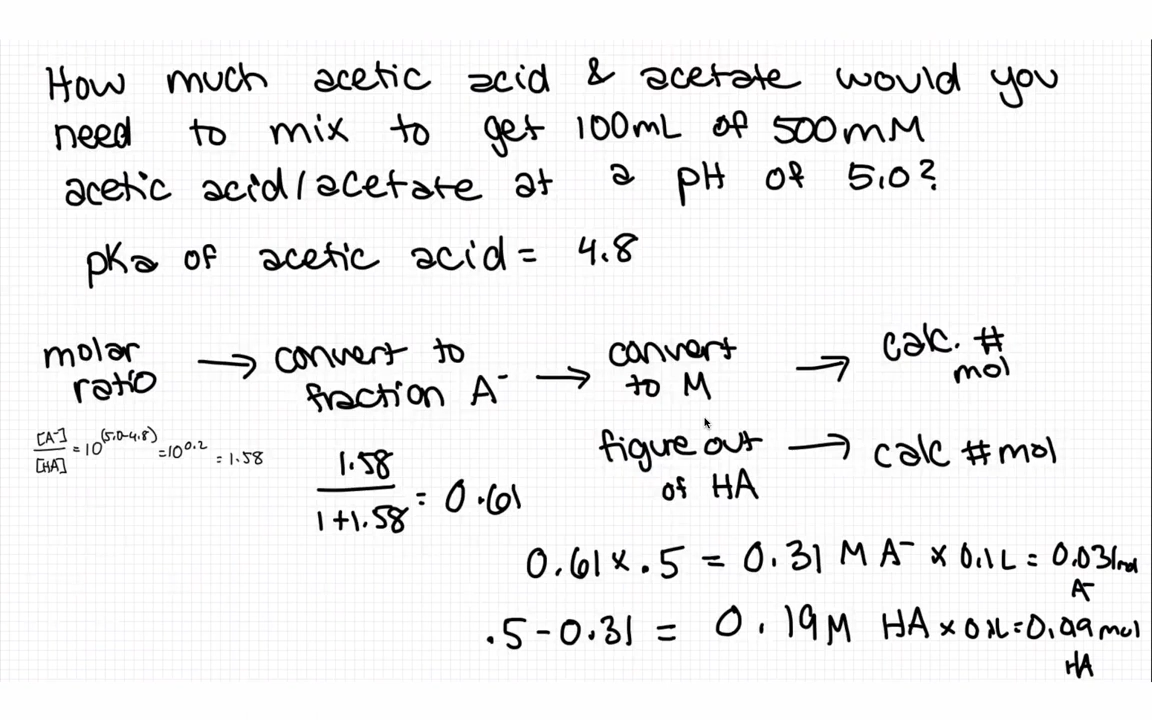 How much acetic acid & acetate would you
need to mix to get 100mL of 500mM
acetic acid/acetate at a pH of 5.0?
pKa of acetic acid = 4.8
molar ratio → convert to fraction A⁻ → convert to M → calc. # mol
[A⁻]/[HA] = 10^(5.0-4.8) = 10^0.2 = 1.58
1.58/(1+1.58) = 0.61
figure out of HA → calc # mol
0.61 x .5 = 0.31 M A⁻ x 0.1L = 0.031mol A⁻
.5 - 0.31 = 0.19M HA x 0.1L = 0.019 mol HA